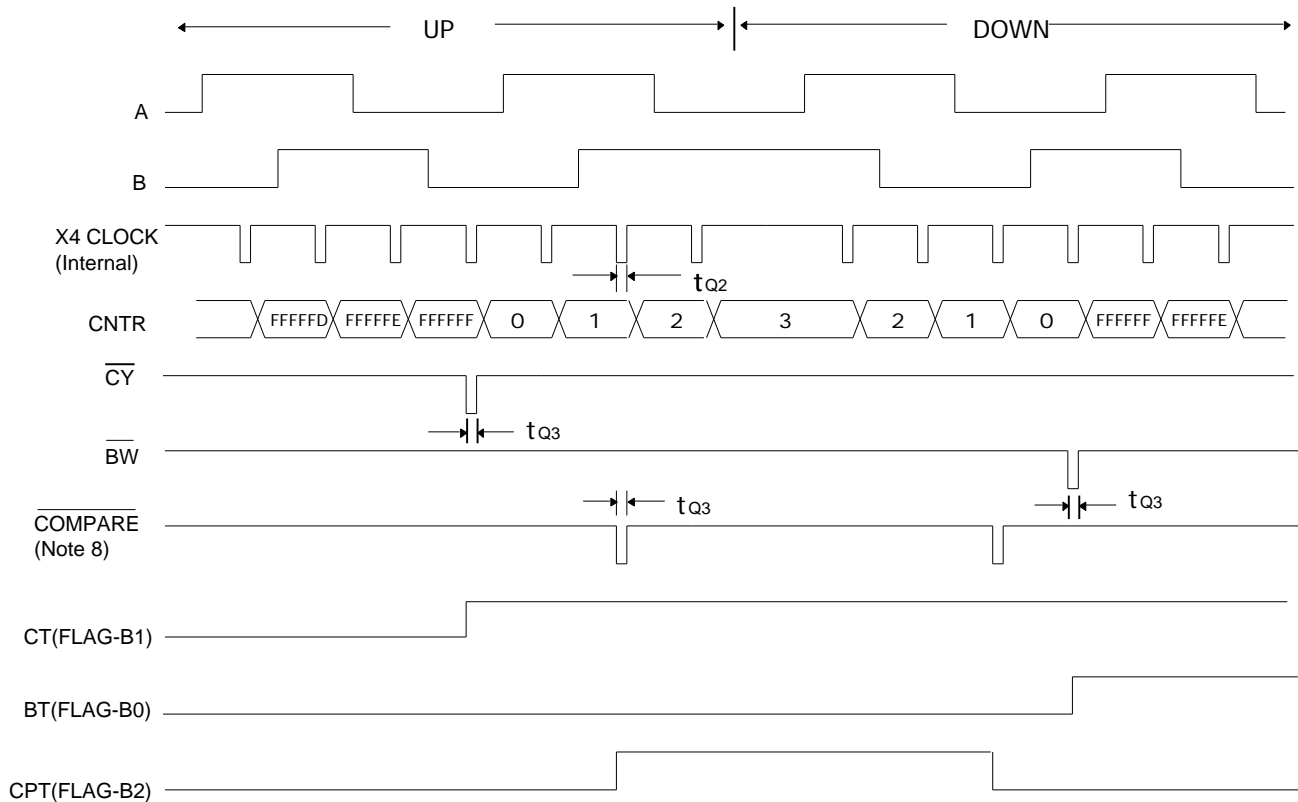 UP DOWN
A
B
X4 CLOCK
(Internal)
tQ2
CNTR FFFFFD FFFFFE FFFFFF 0 1 2 3 2 1 0 FFFFFF FFFFFE
CY
tQ3
BW
tQ3 tQ3
COMPARE
(Note 8)
CT(FLAG-B1)
BT(FLAG-B0)
CPT(FLAG-B2)